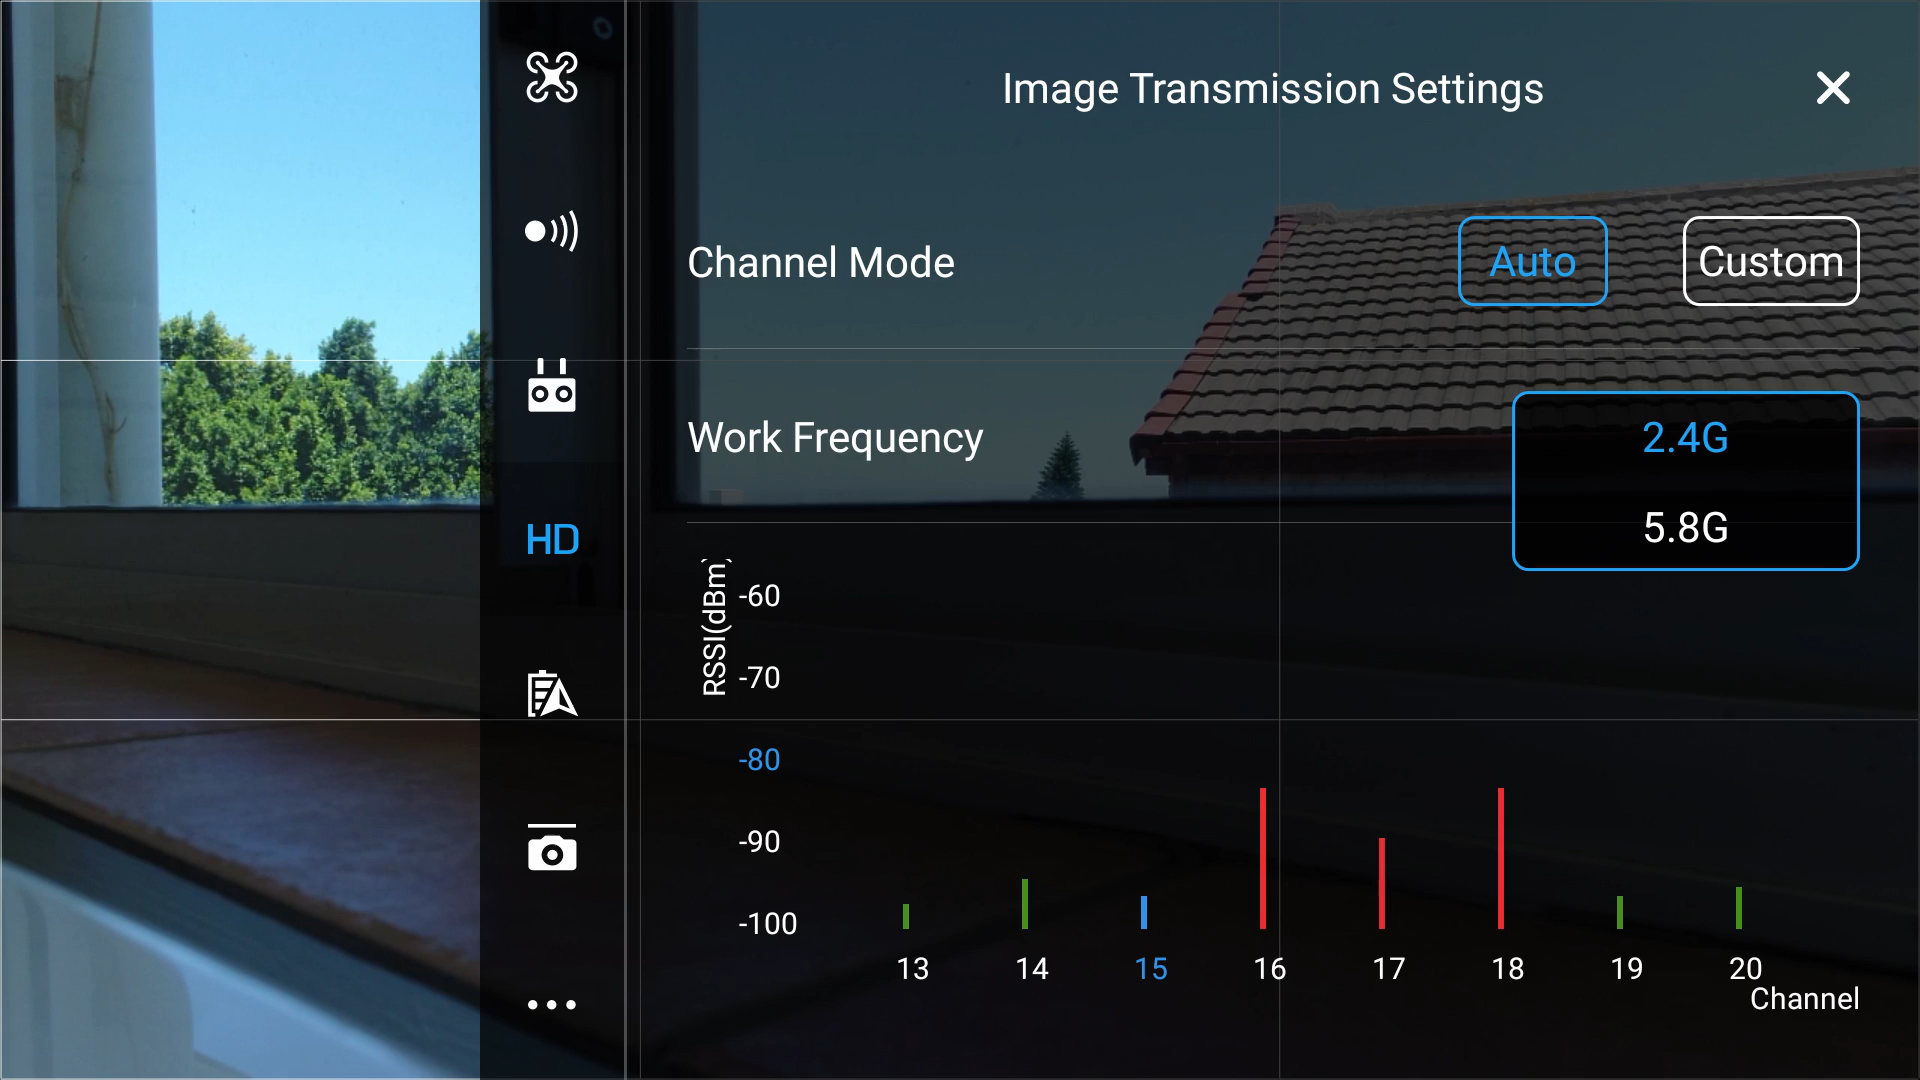 Image Transmission Settings
Channel Mode
Auto
Custom
Work Frequency
2.4G
5.8G
HD
RSSI(dBm)
-60
-70
-80
-90
-100
13 14 15 16 17 18 19 20
Channel